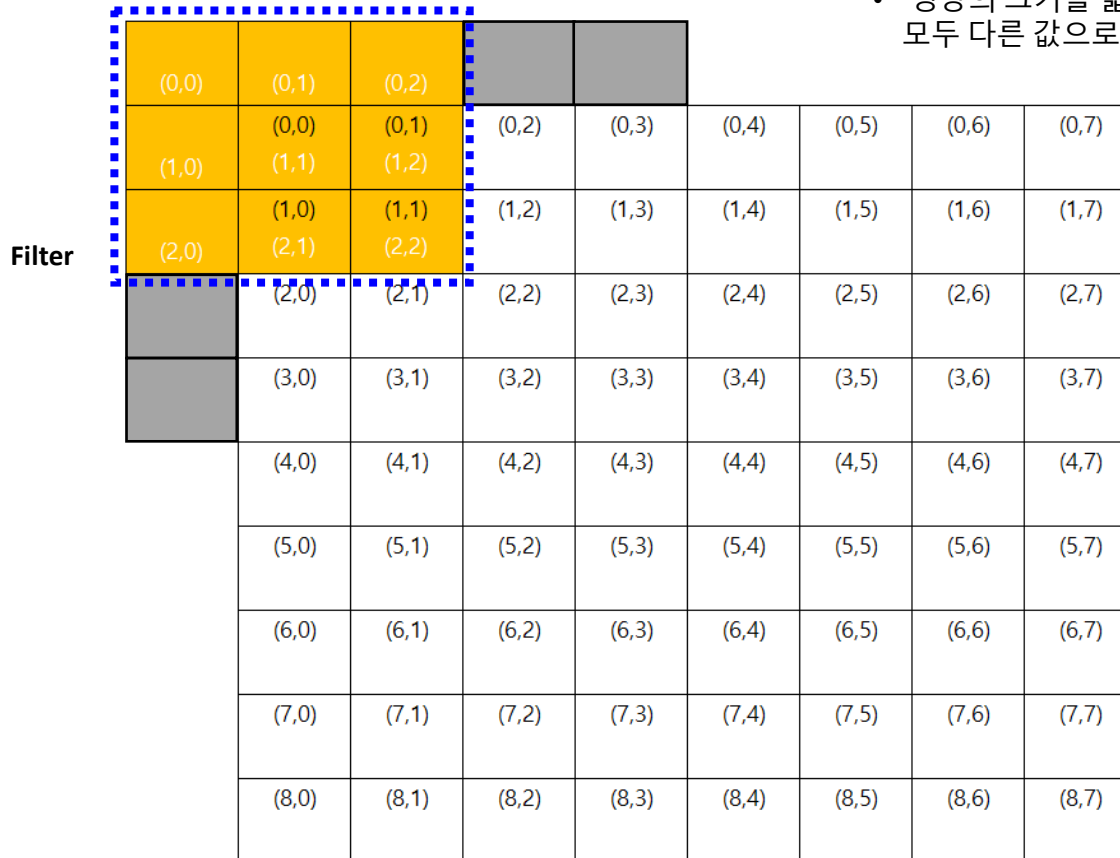 모두 다른 값으로
(0,0) (0,1) (0,2)
(0,0) (0,1) (0,2) (0,3) (0,4) (0,5) (0,6) (0,7)
(1,0) (1,1) (1,2)
(1,0) (1,1) (1,2) (1,3) (1,4) (1,5) (1,6) (1,7)
Filter
(2,0) (2,1) (2,2)
(2,0) (2,1) (2,2) (2,3) (2,4) (2,5) (2,6) (2,7)
(3,0) (3,1) (3,2) (3,3) (3,4) (3,5) (3,6) (3,7)
(4,0) (4,1) (4,2) (4,3) (4,4) (4,5) (4,6) (4,7)
(5,0) (5,1) (5,2) (5,3) (5,4) (5,5) (5,6) (5,7)
(6,0) (6,1) (6,2) (6,3) (6,4) (6,5) (6,6) (6,7)
(7,0) (7,1) (7,2) (7,3) (7,4) (7,5) (7,6) (7,7)
(8,0) (8,1) (8,2) (8,3) (8,4) (8,5) (8,6) (8,7)